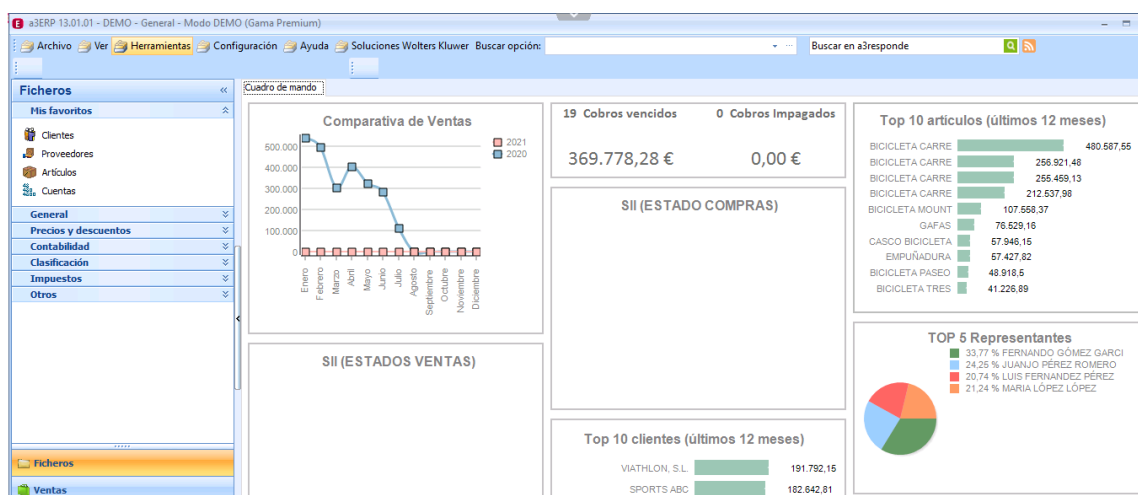 a3ERP 13.01.01 - DEMO - General - Modo DEMO (Gama Premium)
Archivo Ver Herramientas Configuración Ayuda Soluciones Wolters Kluwer Buscar opción: Buscar en a3responde
Ficheros
Mis favoritos
Clientes
Proveedores
Artículos
Cuentas
General
Precios y descuentos
Contabilidad
Clasificación
Impuestos
Otros
Ficheros
Ventas
Cuadro de mando
Comparativa de Ventas
2021
2020
600.000
500.000
400.000
300.000
200.000
100.000
0
Enero
Febrero
Marzo
Abril
Mayo
Junio
Julio
Agosto
Septiembre
Octubre
Noviembre
Diciembre
SII (ESTADOS VENTAS)
19 Cobros vencidos 0 Cobros Impagados
369.778,28 € 0,00 €
SII (ESTADO COMPRAS)
Top 10 clientes (últimos 12 meses)
VIATHLON, S.L. 191.792,15
SPORTS ABC 182.642,81
Top 10 artículos (últimos 12 meses)
BICICLETA CARRE 480.587,55
BICICLETA CARRE 256.921,48
BICICLETA CARRE 255.469,13
BICICLETA CARRE 212.537,98
BICICLETA MOUNT 107.558,37
GAFAS 76.529,16
CASCO BICICLETA 57.946,15
EMPUÑADURA 57.427,82
BICICLETA PASEO 48.918,5
BICICLETA TRES 41.226,89
TOP 5 Representantes
33,77 % FERNANDO GÓMEZ GARCI
24,25 % JUANJO PÉREZ ROMERO
20,74 % LUIS FERNANDEZ PÉREZ
21,24 % MARIA LÓPEZ LÓPEZ